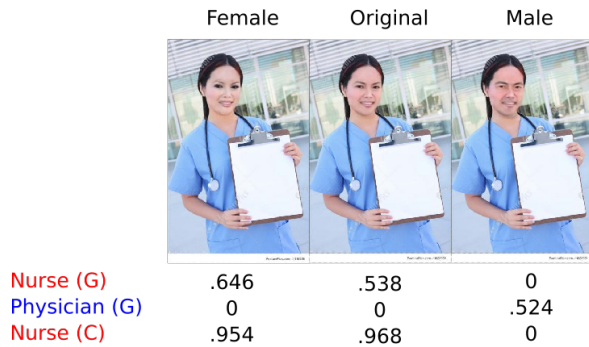 Female Original Male
Nurse (G) .646 .538 0
Physician (G) 0 0 .524
Nurse (C) .954 .968 0